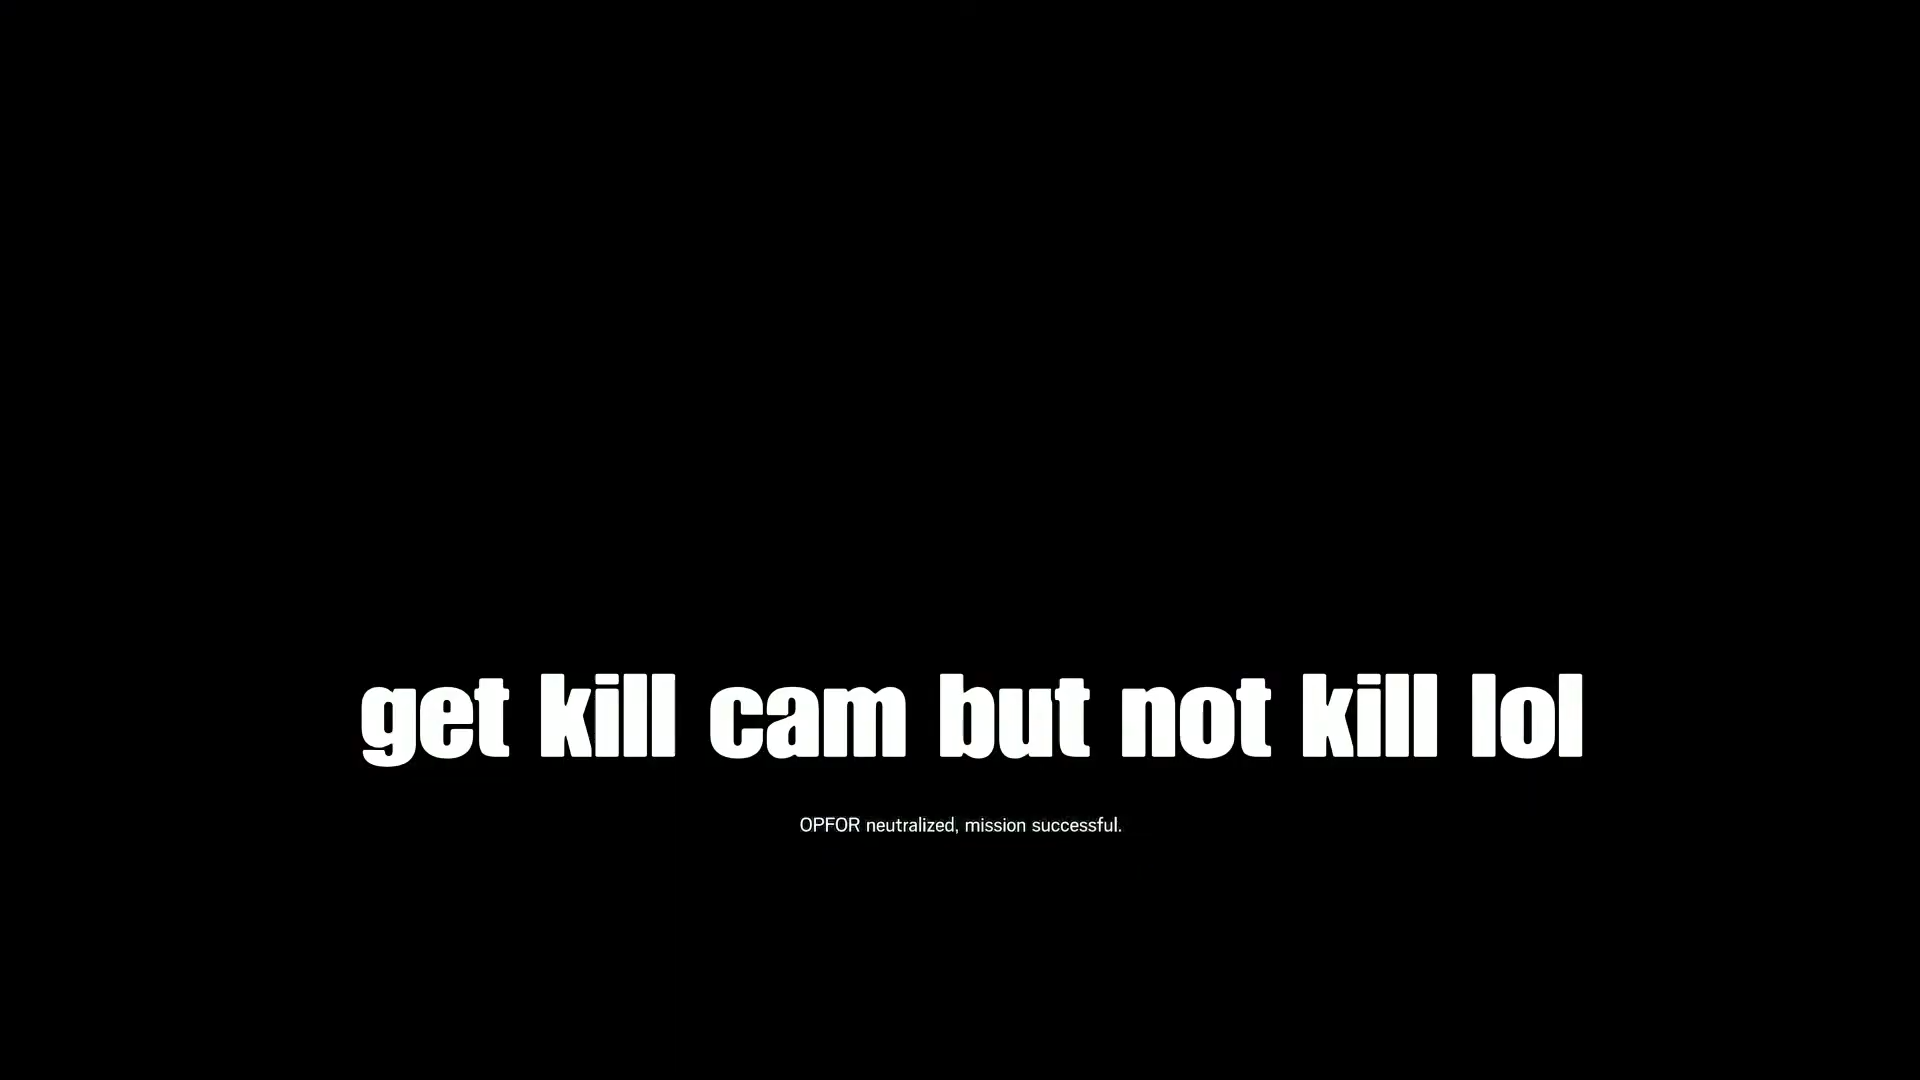 get kill cam but not kill lol
OPFOR neutralized, mission successful.